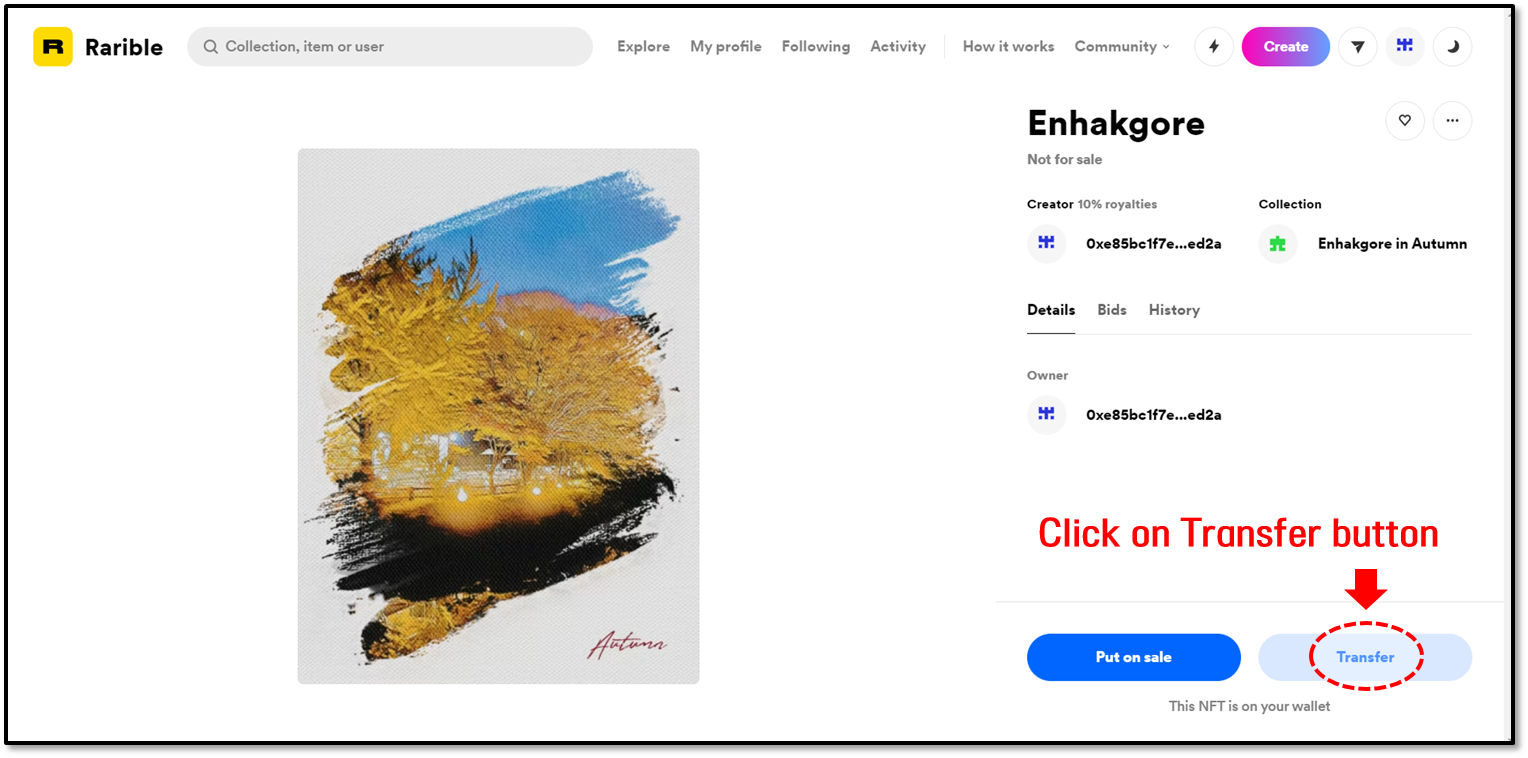 R Rarible
Collection, item or user
Explore My profile Following Activity How it works Community
Create
Enhakgore
Not for sale
Creator 10% royalties
Collection
0xe85bc1f7e...ed2a
Enhakgore in Autumn
Details Bids History
Owner
0xe85bc1f7e...ed2a
Click on Transfer button
Put on sale
Transfer
This NFT is on your wallet
Autumn